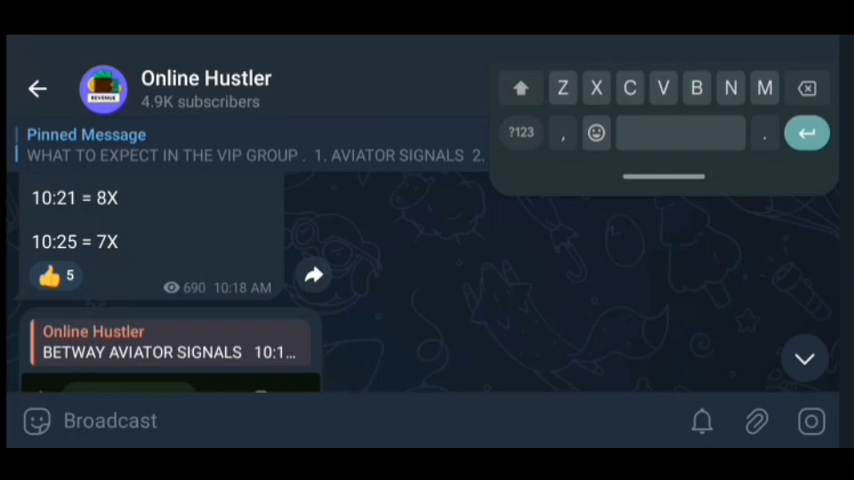 Online Hustler
4.9K subscribers
REVENUE
Pinned Message
WHAT TO EXPECT IN THE VIP GROUP . 1. AVIATOR SIGNALS 2.
Z X C V B N M
?123 , .
10:21 = 8X
10:25 = 7X
👍 5
690 10:18 AM
Online Hustler
BETWAY AVIATOR SIGNALS 10:1...
Broadcast